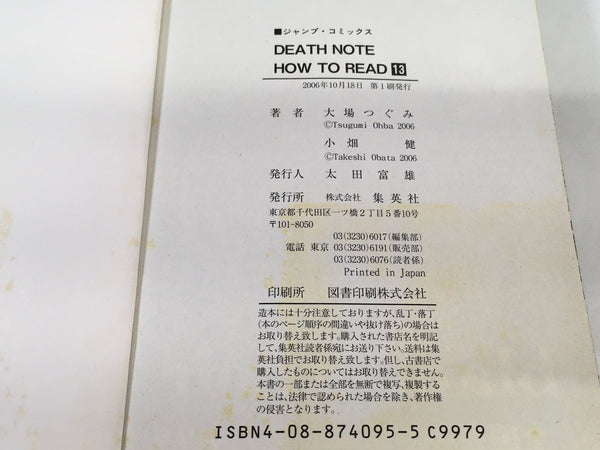 ■ジャンプ・コミックス
DEATH NOTE
HOW TO READ 13
2006年10月18日 第1刷発行
著者 大場つぐみ
©Tsugumi Ohba 2006
小畑 健
©Takeshi Obata 2006
発行人 太田富雄
発行所 株式会社 集英社
東京都千代田区一ツ橋2丁目5番10号
〒101-8050
03(3230)6017(編集部)
電話 東京 03(3230)6191(販売部)
03(3230)6076(読者係)
Printed in Japan
印刷所 図書印刷株式会社
造本には十分注意しておりますが、乱丁・落丁
(本のページ順序の間違いや抜け落ち)の場合は
お取り替え致します。購入された書店名を明記
して、集英社読者係宛にお送り下さい。送料は集
英社負担でお取り替え致します。但し、古書店で
購入したものについてはお取り替え出来ません。
本書の一部または全部を無断で複写、複製する
ことは、法律で認められた場合を除き、著作権
の侵害となります。
ISBN4-08-874095-5 C9979